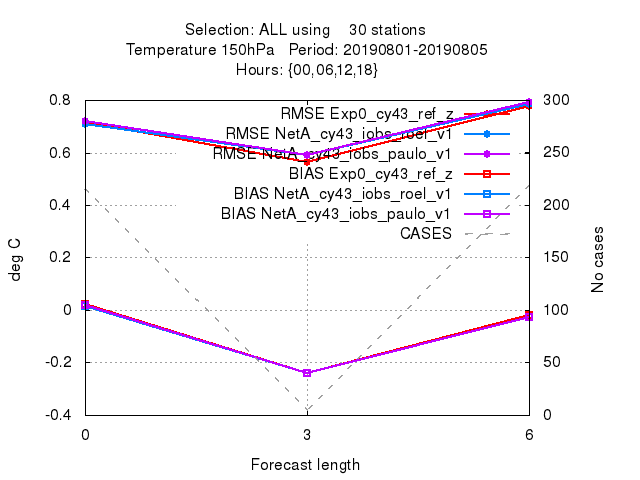 Selection: ALL using 30 stations
Temperature 150hPa Period: 20190801-20190805
Hours: {00,06,12,18}
0.8 300
RMSE Exp0_cy43_ref_z
RMSE NetA_cy43_iobs_roel_v1
0.6 RMSE NetA_cy43_iobs_paulo_v1 250
BIAS Exp0_cy43_ref_z
BIAS NetA_cy43_iobs_roel_v1
0.4 200
BIAS NetA_cy43_iobs_paulo_v1
CASES
0.2 150
deg C No cases
0 100
-0.2 50
-0.4 0
0 3 6
Forecast length